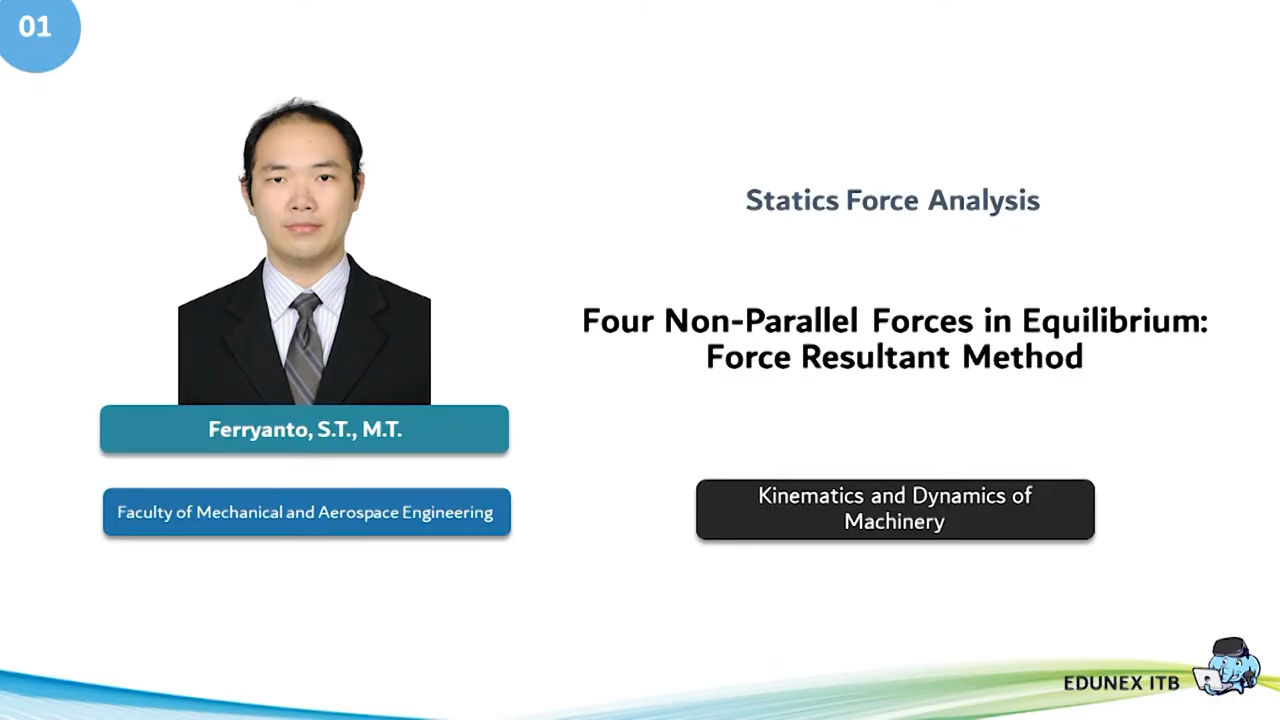 01
Statics Force Analysis
Four Non-Parallel Forces in Equilibrium:
Force Resultant Method
Ferryanto, S.T., M.T.
Faculty of Mechanical and Aerospace Engineering
Kinematics and Dynamics of
Machinery
EDUNEX ITB